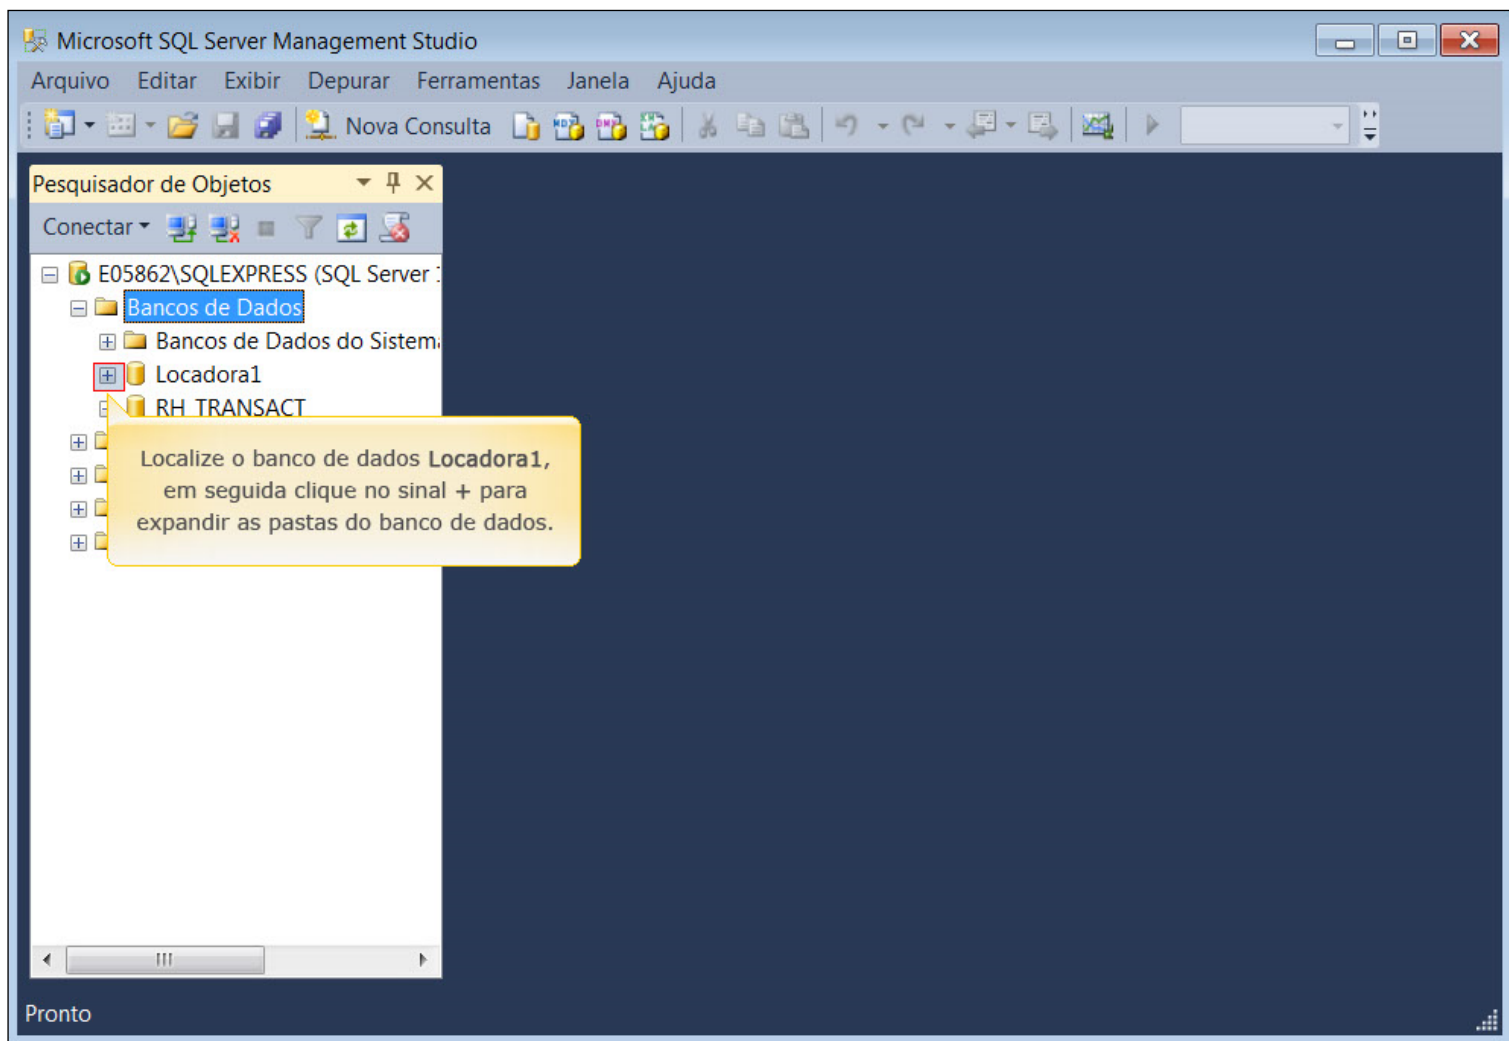 Microsoft SQL Server Management Studio
Arquivo Editar Exibir Depurar Ferramentas Janela Ajuda
Nova Consulta
Pesquisador de Objetos
Conectar
E05862\SQLEXPRESS (SQL Server
Bancos de Dados
Bancos de Dados do Sistema
Locadora1
RH_TRANSACT
Localize o banco de dados Locadora1,
em seguida clique no sinal + para
expandir as pastas do banco de dados.
Pronto